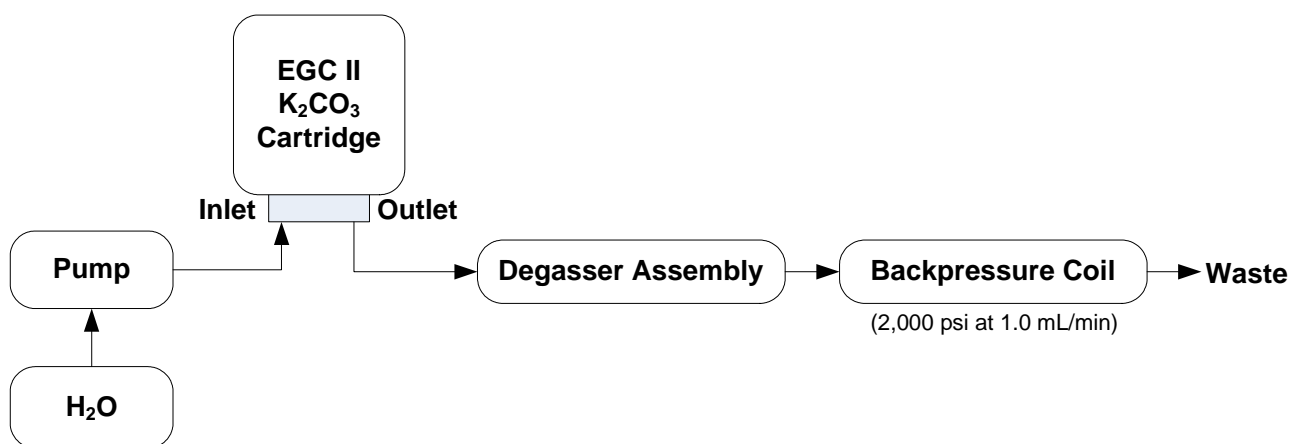 EGC II
K₂CO₃
Cartridge
Inlet
Outlet
Pump
Degasser Assembly
Backpressure Coil
Waste
(2,000 psi at 1.0 mL/min)
H₂O